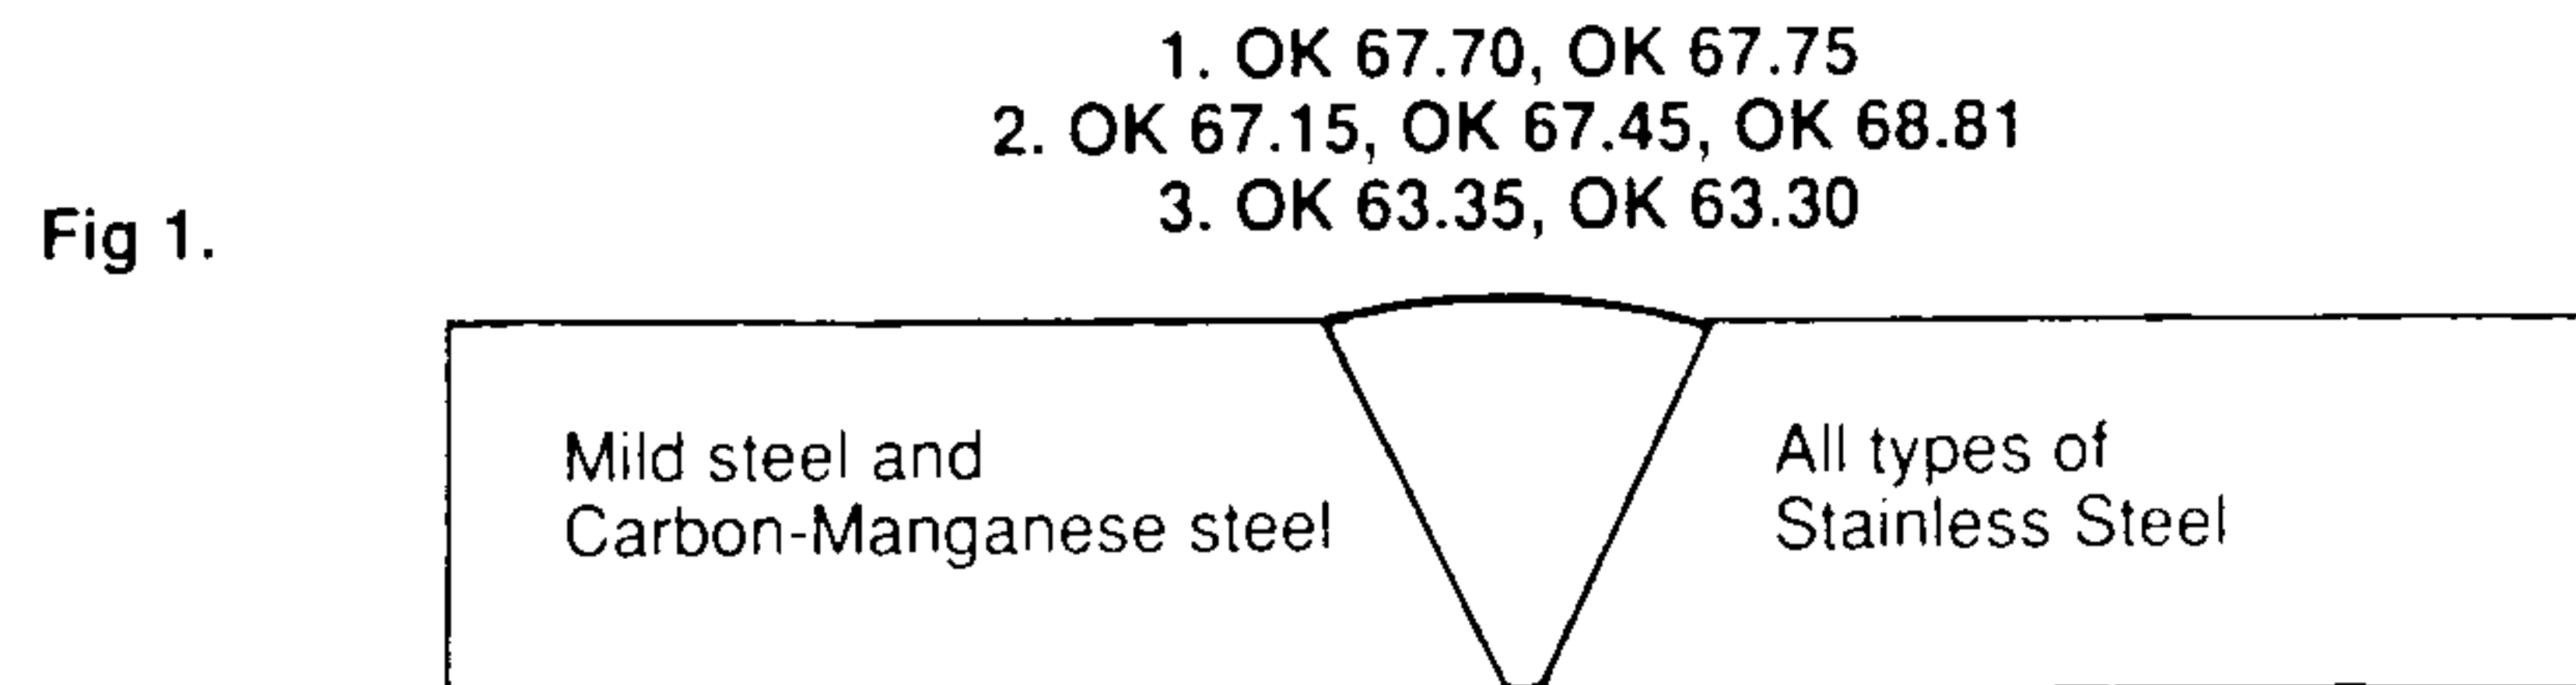 1. OK 67.70, OK 67.75
2. OK 67.15, OK 67.45, OK 68.81
3. OK 63.35, OK 63.30
Fig 1.
Mild steel and
Carbon-Manganese steel
All types of
Stainless Steel